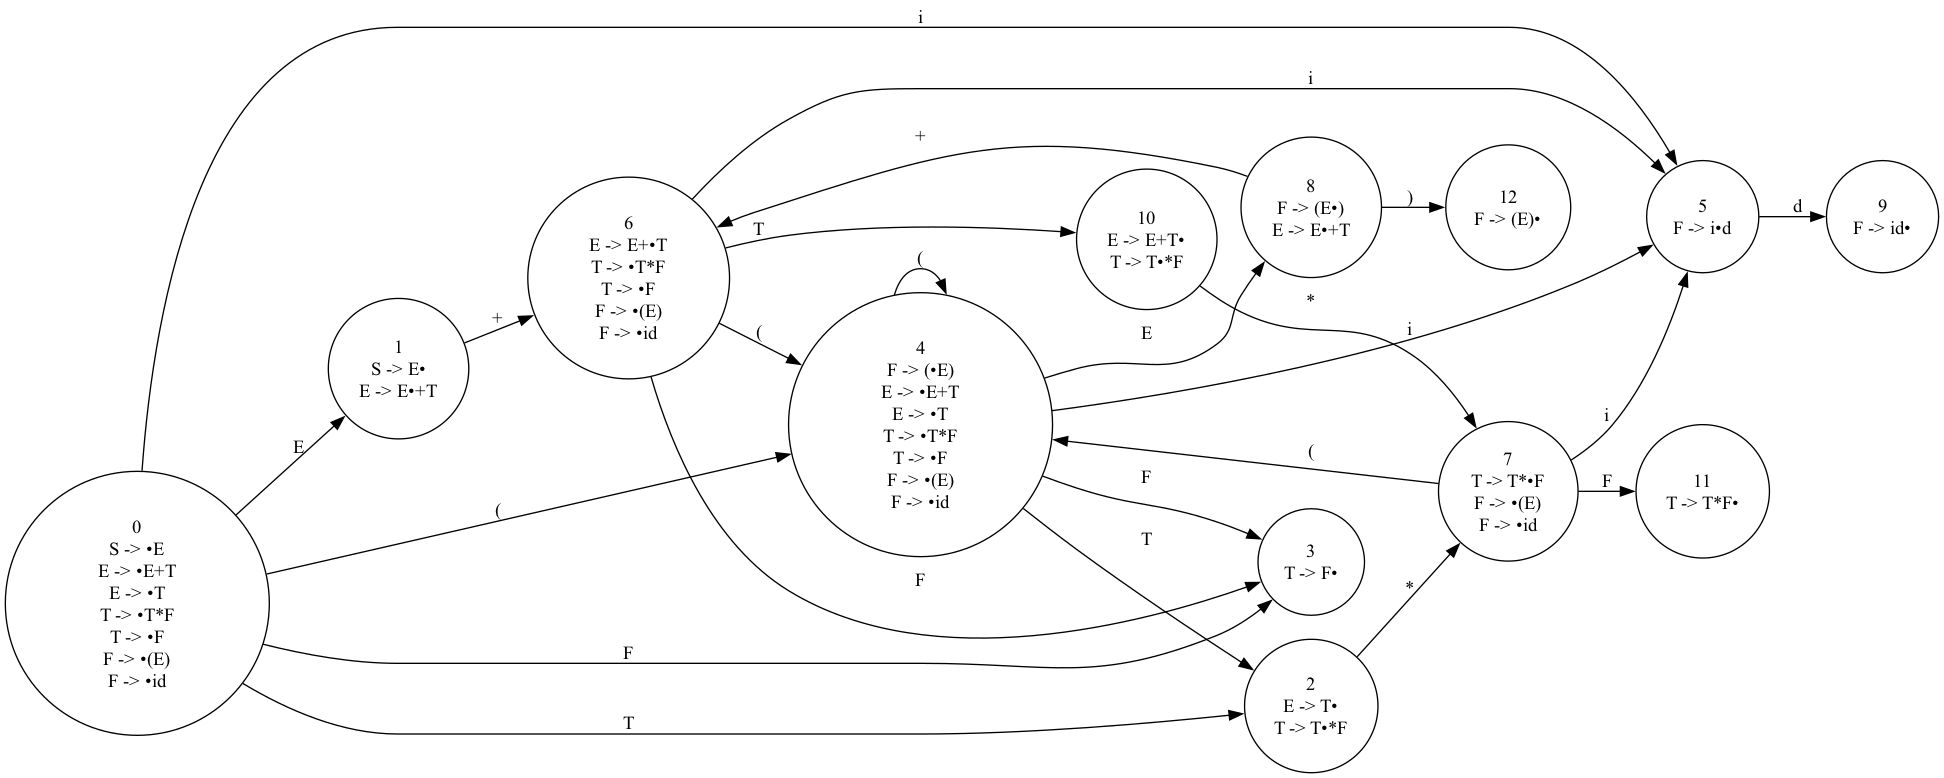 i
i
+
T
(
(
+
E
(
F
F
T
E
F
T
*
i
(
*
)
i
F
d
0
S -> •E
E -> •E+T
E -> •T
T -> •T*F
T -> •F
F -> •(E)
F -> •id
1
S -> E•
E -> E•+T
6
E -> E+•T
T -> •T*F
T -> •F
F -> •(E)
F -> •id
4
F -> (•E)
E -> •E+T
E -> •T
T -> •T*F
T -> •F
F -> •(E)
F -> •id
10
E -> E+T•
T -> T•*F
8
F -> (E•)
E -> E•+T
3
T -> F•
2
E -> T•
T -> T•*F
12
F -> (E)•
7
T -> T*•F
F -> •(E)
F -> •id
5
F -> i•d
11
T -> T*F•
9
F -> id•